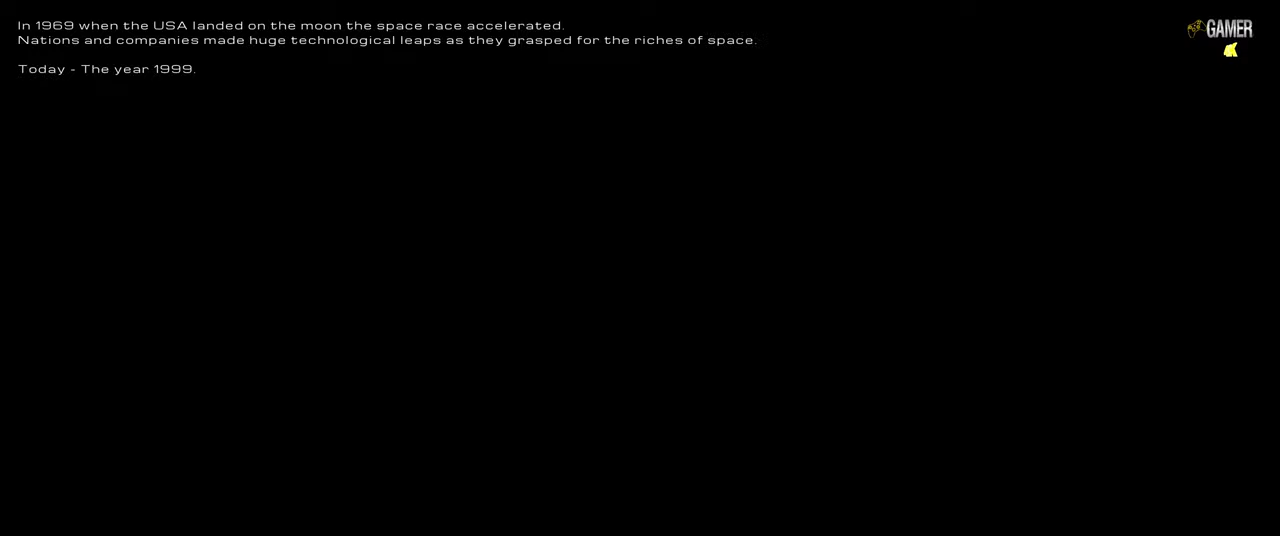 In 1969 when the USA landed on the moon the space race accelerated.
Nations and companies made huge technological leaps as they grasped for the riches of space.
Today - The year 1999.
GAMER